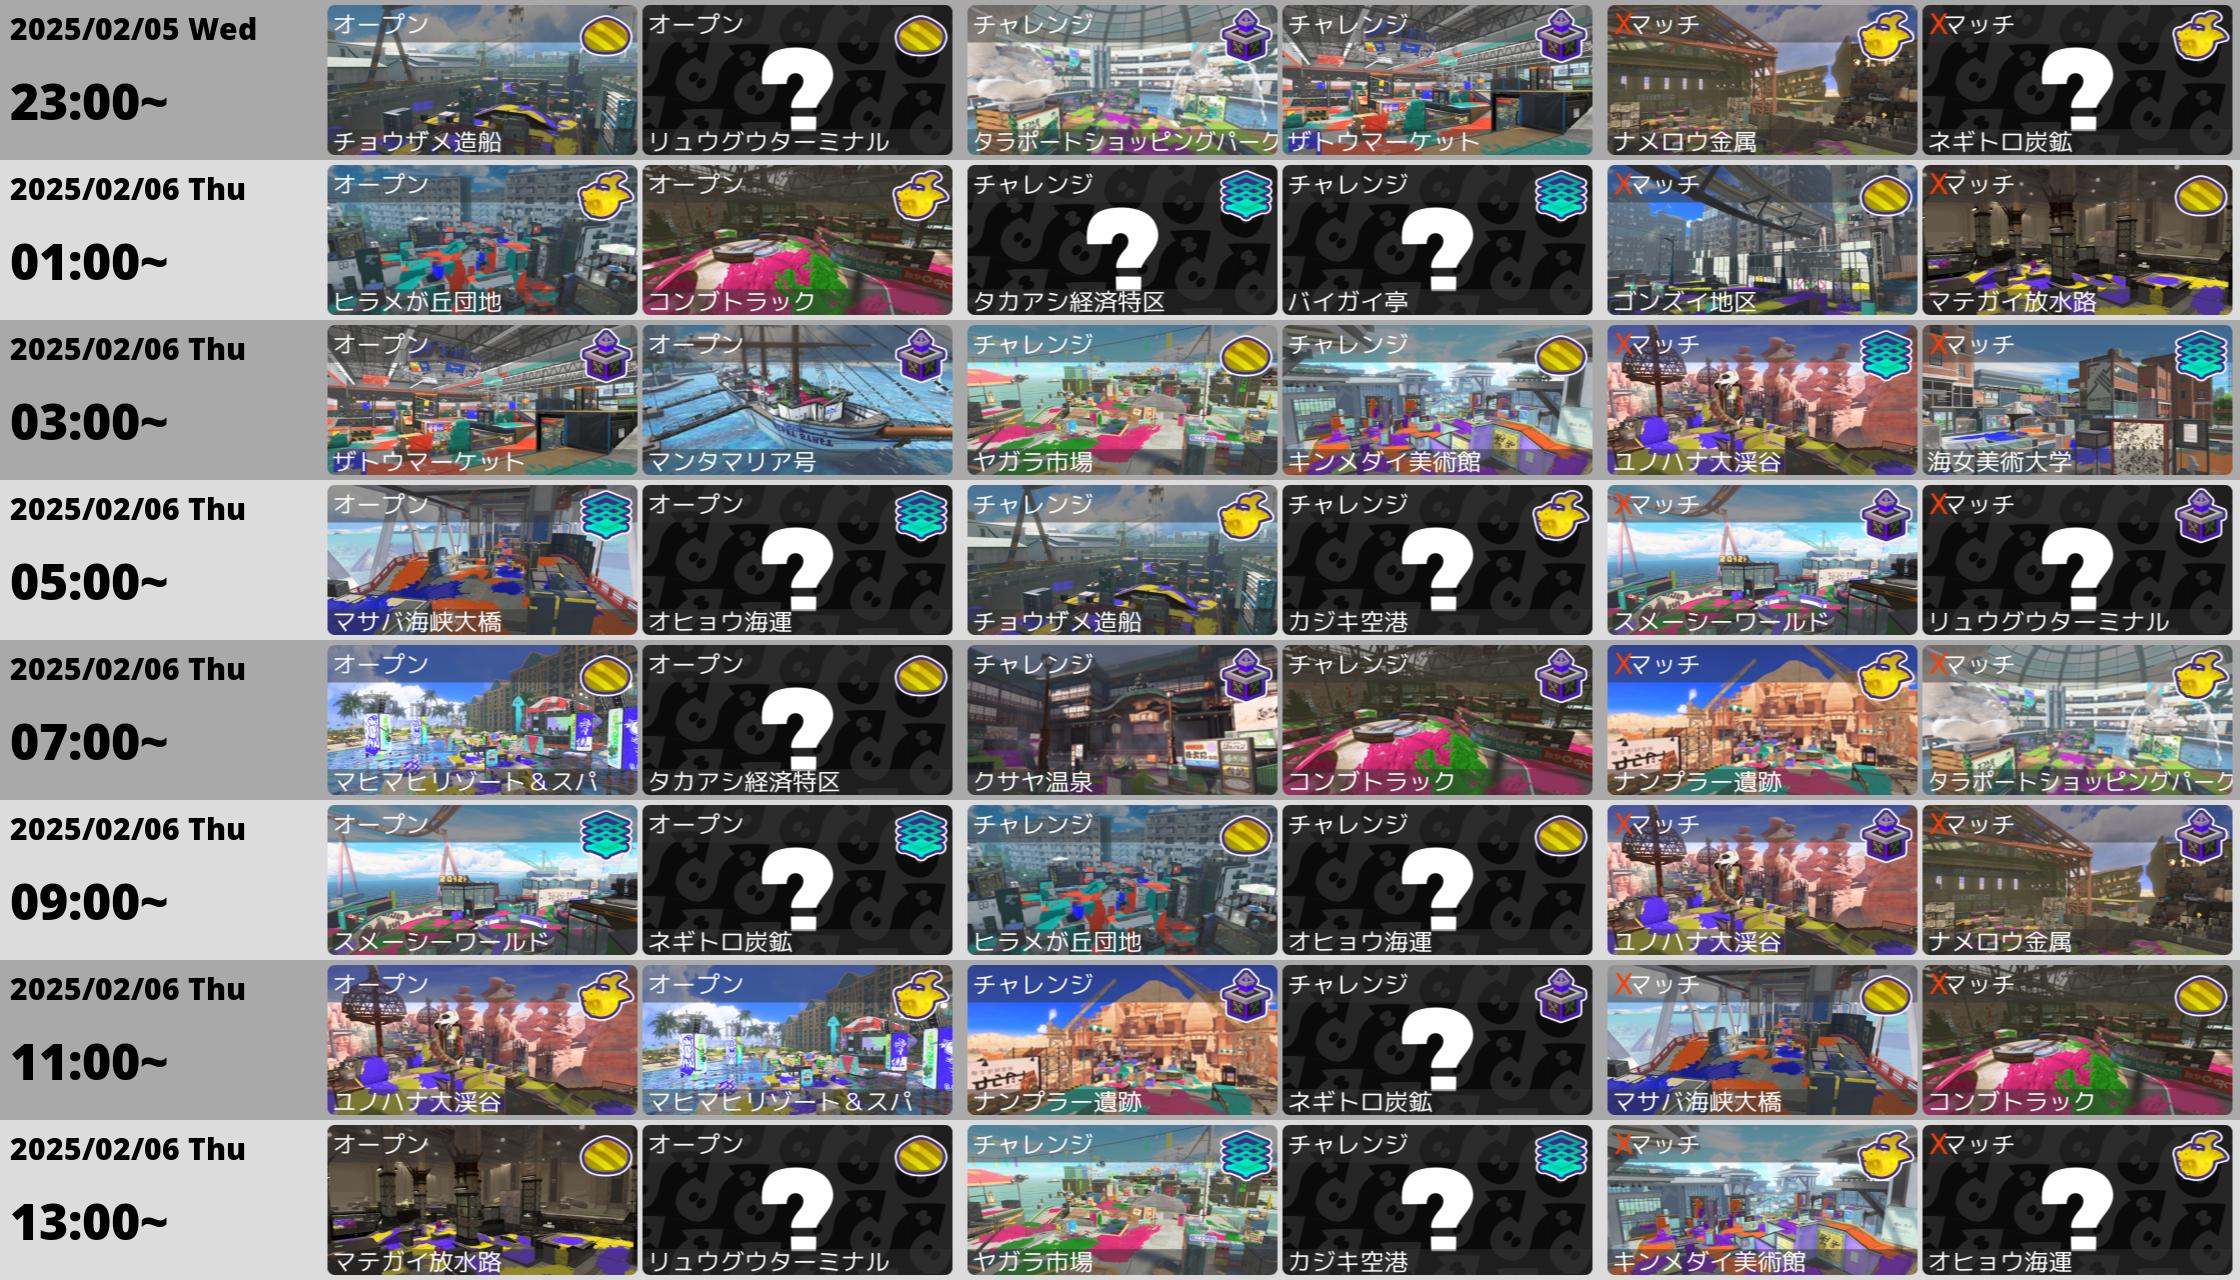 2025/02/05 Wed
23:00~
オープン
チョウザメ造船
オープン
リュウグウターミナル
チャレンジ
タラポートショッピングパーク
チャレンジ
ザトウマーケット
Xマッチ
ナメロウ金属
Xマッチ
ネギトロ炭鉱
2025/02/06 Thu
01:00~
オープン
ヒラメが丘団地
オープン
コンブトラック
チャレンジ
タカアシ経済特区
チャレンジ
バイガイ亭
Xマッチ
ゴンズイ地区
Xマッチ
マテガイ放水路
2025/02/06 Thu
03:00~
オープン
ザトウマーケット
オープン
マンタマリア号
チャレンジ
ヤガラ市場
チャレンジ
キンメダイ美術館
Xマッチ
ユノハナ大渓谷
Xマッチ
海女美術大学
2025/02/06 Thu
05:00~
オープン
マサバ海峡大橋
オープン
オヒョウ海運
チャレンジ
チョウザメ造船
チャレンジ
カジキ空港
Xマッチ
スメーシーワールド
Xマッチ
リュウグウターミナル
2025/02/06 Thu
07:00~
オープン
マヒマヒリゾート＆スパ
オープン
タカアシ経済特区
チャレンジ
クサヤ温泉
チャレンジ
コンブトラック
Xマッチ
ナンプラー遺跡
Xマッチ
タラポートショッピングパーク
2025/02/06 Thu
09:00~
オープン
スメーシーワールド
オープン
ネギトロ炭鉱
チャレンジ
ヒラメが丘団地
チャレンジ
オヒョウ海運
Xマッチ
ユノハナ大渓谷
Xマッチ
ナメロウ金属
2025/02/06 Thu
11:00~
オープン
ユノハナ大渓谷
オープン
マヒマヒリゾート＆スパ
チャレンジ
ナンプラー遺跡
チャレンジ
ネギトロ炭鉱
Xマッチ
マサバ海峡大橋
Xマッチ
コンブトラック
2025/02/06 Thu
13:00~
オープン
マテガイ放水路
オープン
リュウグウターミナル
チャレンジ
ヤガラ市場
チャレンジ
カジキ空港
Xマッチ
キンメダイ美術館
Xマッチ
オヒョウ海運